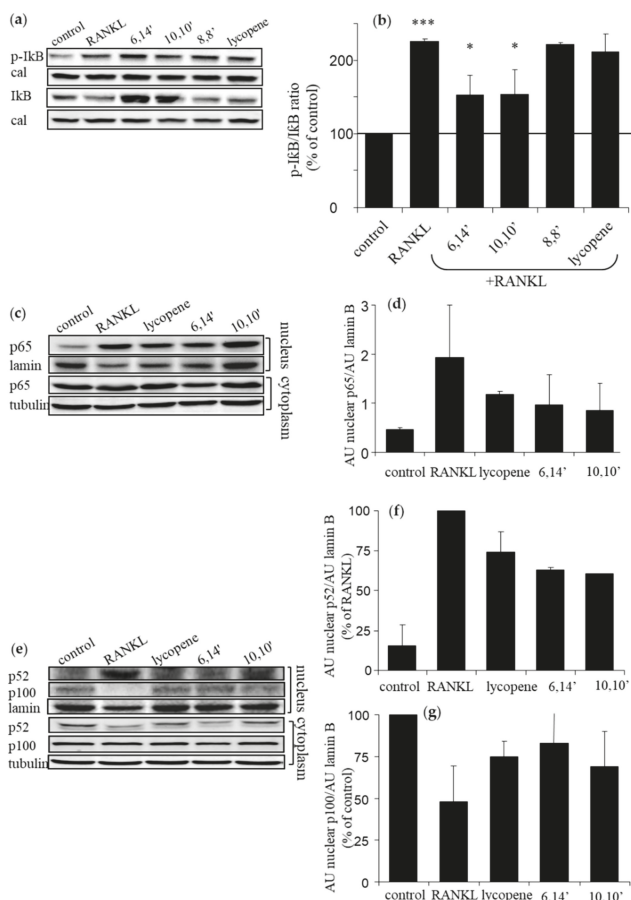 (a)
control RANKL 6,14' 10,10' 8,8' lycopene
p-IkB
cal
IkB
cal
(b)
p-IkB/IkB ratio
(% of control)
200
100
0
*** * *
control RANKL 6,14' 10,10' 8,8' lycopene
+RANKL
(c)
control RANKL lycopene 6,14' 10,10'
p65
lamin
p65
tubulin
nucleus
cytoplasm
(d)
AU nuclear p65/AU lamin B
3
2
1
0
control RANKL lycopene 6,14' 10,10'
(e)
control RANKL lycopene 6,14' 10,10'
p52
p100
lamin
p52
p100
tubulin
nucleus
cytoplasm
(f)
AU nuclear p52/AU lamin B
(% of RANKL)
100
75
50
25
0
control RANKL lycopene 6,14' 10,10'
(g)
AU nuclear p100/AU lamin B
(% of control)
100
75
50
25
0
control RANKL lycopene 6,14' 10,10'